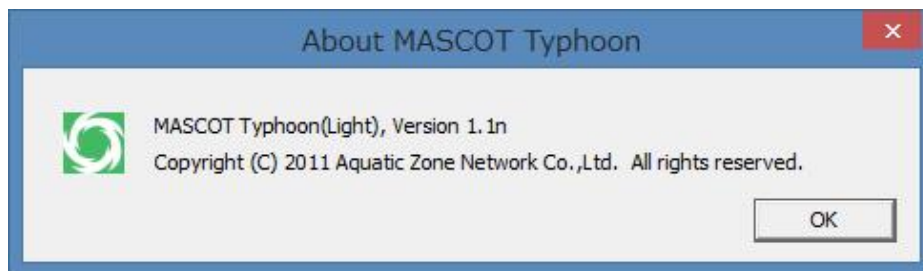 About MASCOT Typhoon
MASCOT Typhoon(Light), Version 1.1n
Copyright (C) 2011 Aquatic Zone Network Co.,Ltd. All rights reserved.
OK